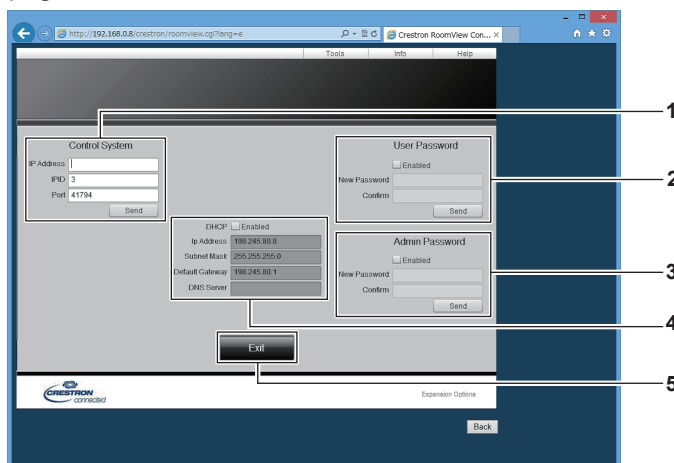 http://192.168.0.8/crestron/roomview.cgi?lang=e
Crestron RoomView Con... ×
Tools Info Help
1
Control System
IP Address
IPID 3
Port 41794
Send
User Password
Enabled
New Password
Confirm
Send
2
DHCP Enabled
Ip Address 198.245.80.8
Subnet Mask 255.255.255.0
Default Gateway 198.245.80.1
DNS Server
Admin Password
Enabled
New Password
Confirm
Send
3
4
Exit
5
CRESTRON
connected
Expansion Options
Back